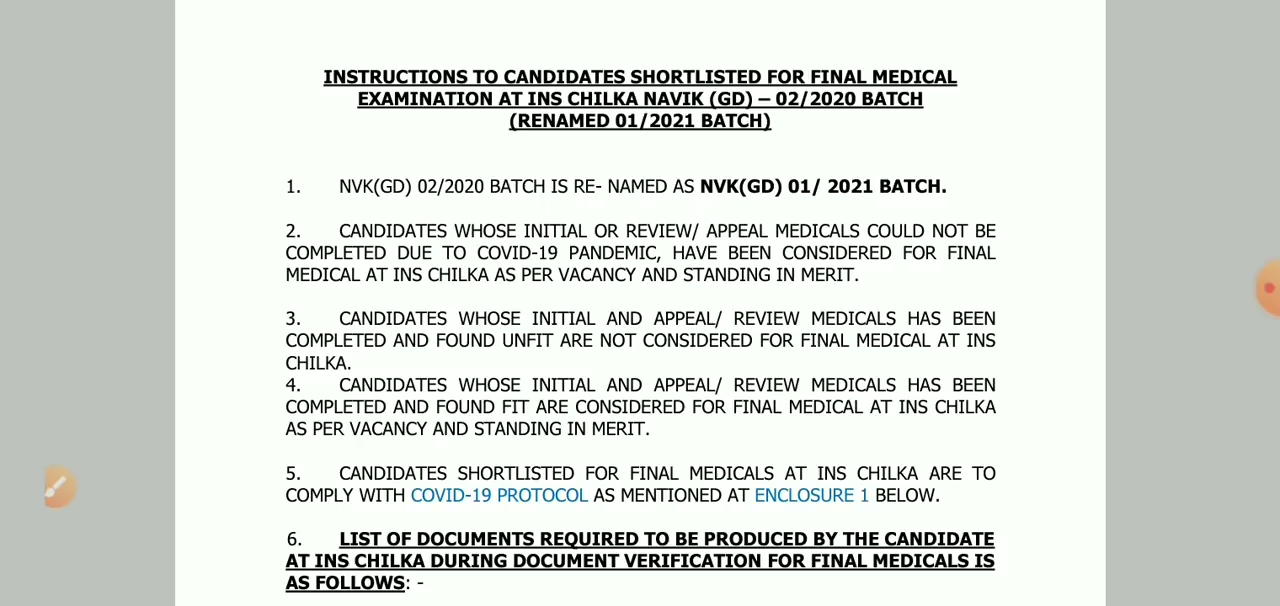 INSTRUCTIONS TO CANDIDATES SHORTLISTED FOR FINAL MEDICAL
EXAMINATION AT INS CHILKA NAVIK (GD) – 02/2020 BATCH
(RENAMED 01/2021 BATCH)
1. NVK(GD) 02/2020 BATCH IS RE- NAMED AS NVK(GD) 01/ 2021 BATCH.
2. CANDIDATES WHOSE INITIAL OR REVIEW/ APPEAL MEDICALS COULD NOT BE
COMPLETED DUE TO COVID-19 PANDEMIC, HAVE BEEN CONSIDERED FOR FINAL
MEDICAL AT INS CHILKA AS PER VACANCY AND STANDING IN MERIT.
3. CANDIDATES WHOSE INITIAL AND APPEAL/ REVIEW MEDICALS HAS BEEN
COMPLETED AND FOUND UNFIT ARE NOT CONSIDERED FOR FINAL MEDICAL AT INS
CHILKA.
4. CANDIDATES WHOSE INITIAL AND APPEAL/ REVIEW MEDICALS HAS BEEN
COMPLETED AND FOUND FIT ARE CONSIDERED FOR FINAL MEDICAL AT INS CHILKA
AS PER VACANCY AND STANDING IN MERIT.
5. CANDIDATES SHORTLISTED FOR FINAL MEDICALS AT INS CHILKA ARE TO
COMPLY WITH COVID-19 PROTOCOL AS MENTIONED AT ENCLOSURE 1 BELOW.
6. LIST OF DOCUMENTS REQUIRED TO BE PRODUCED BY THE CANDIDATE
AT INS CHILKA DURING DOCUMENT VERIFICATION FOR FINAL MEDICALS IS
AS FOLLOWS: -